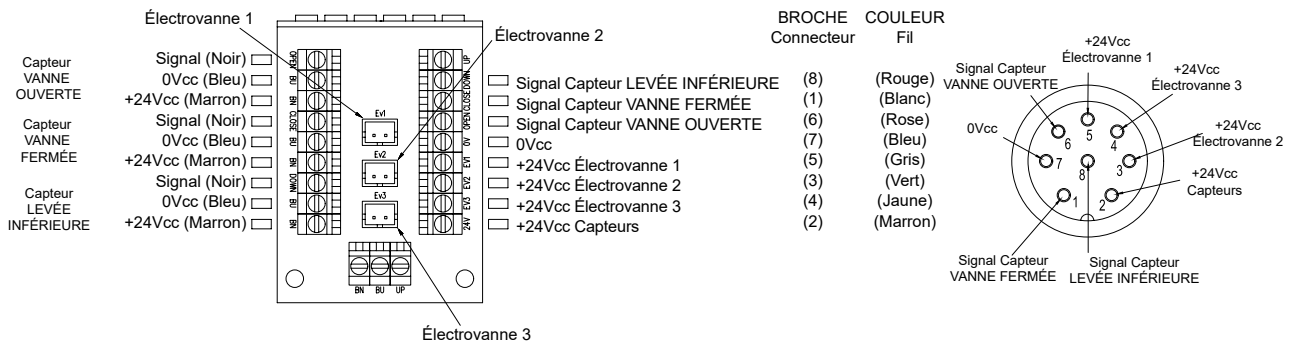 Électrovanne 1
Électrovanne 2
Électrovanne 3
Capteur
VANNE
OUVERTE
Signal (Noir)
0Vcc (Bleu)
+24Vcc (Marron)
Capteur
VANNE
FERMÉE
Signal (Noir)
0Vcc (Bleu)
+24Vcc (Marron)
Capteur
LEVÉE
INFÉRIEURE
Signal (Noir)
0Vcc (Bleu)
+24Vcc (Marron)
OPEN
BU
BN
CLOSE
BU
BN
DOWN
BU
BN
Ev1
Ev2
Ev3
BN BU UP
UP
DOWN
CLOSE
OPEN
0V
EV1
EV2
EV3
24V
BROCHE COULEUR
Connecteur Fil
Signal Capteur LEVÉE INFÉRIEURE (8) (Rouge)
Signal Capteur VANNE FERMÉE (1) (Blanc)
Signal Capteur VANNE OUVERTE (6) (Rose)
0Vcc (7) (Bleu)
+24Vcc Électrovanne 1 (5) (Gris)
+24Vcc Électrovanne 2 (3) (Vert)
+24Vcc Électrovanne 3 (4) (Jaune)
+24Vcc Capteurs (2) (Marron)
+24Vcc
Électrovanne 1
Signal Capteur
VANNE OUVERTE
+24Vcc
Électrovanne 3
0Vcc
+24Vcc
Électrovanne 2
+24Vcc
Capteurs
5
6
4
7
8
3
1
2
Signal Capteur
VANNE FERMÉE
Signal Capteur
LEVÉE INFÉRIEURE